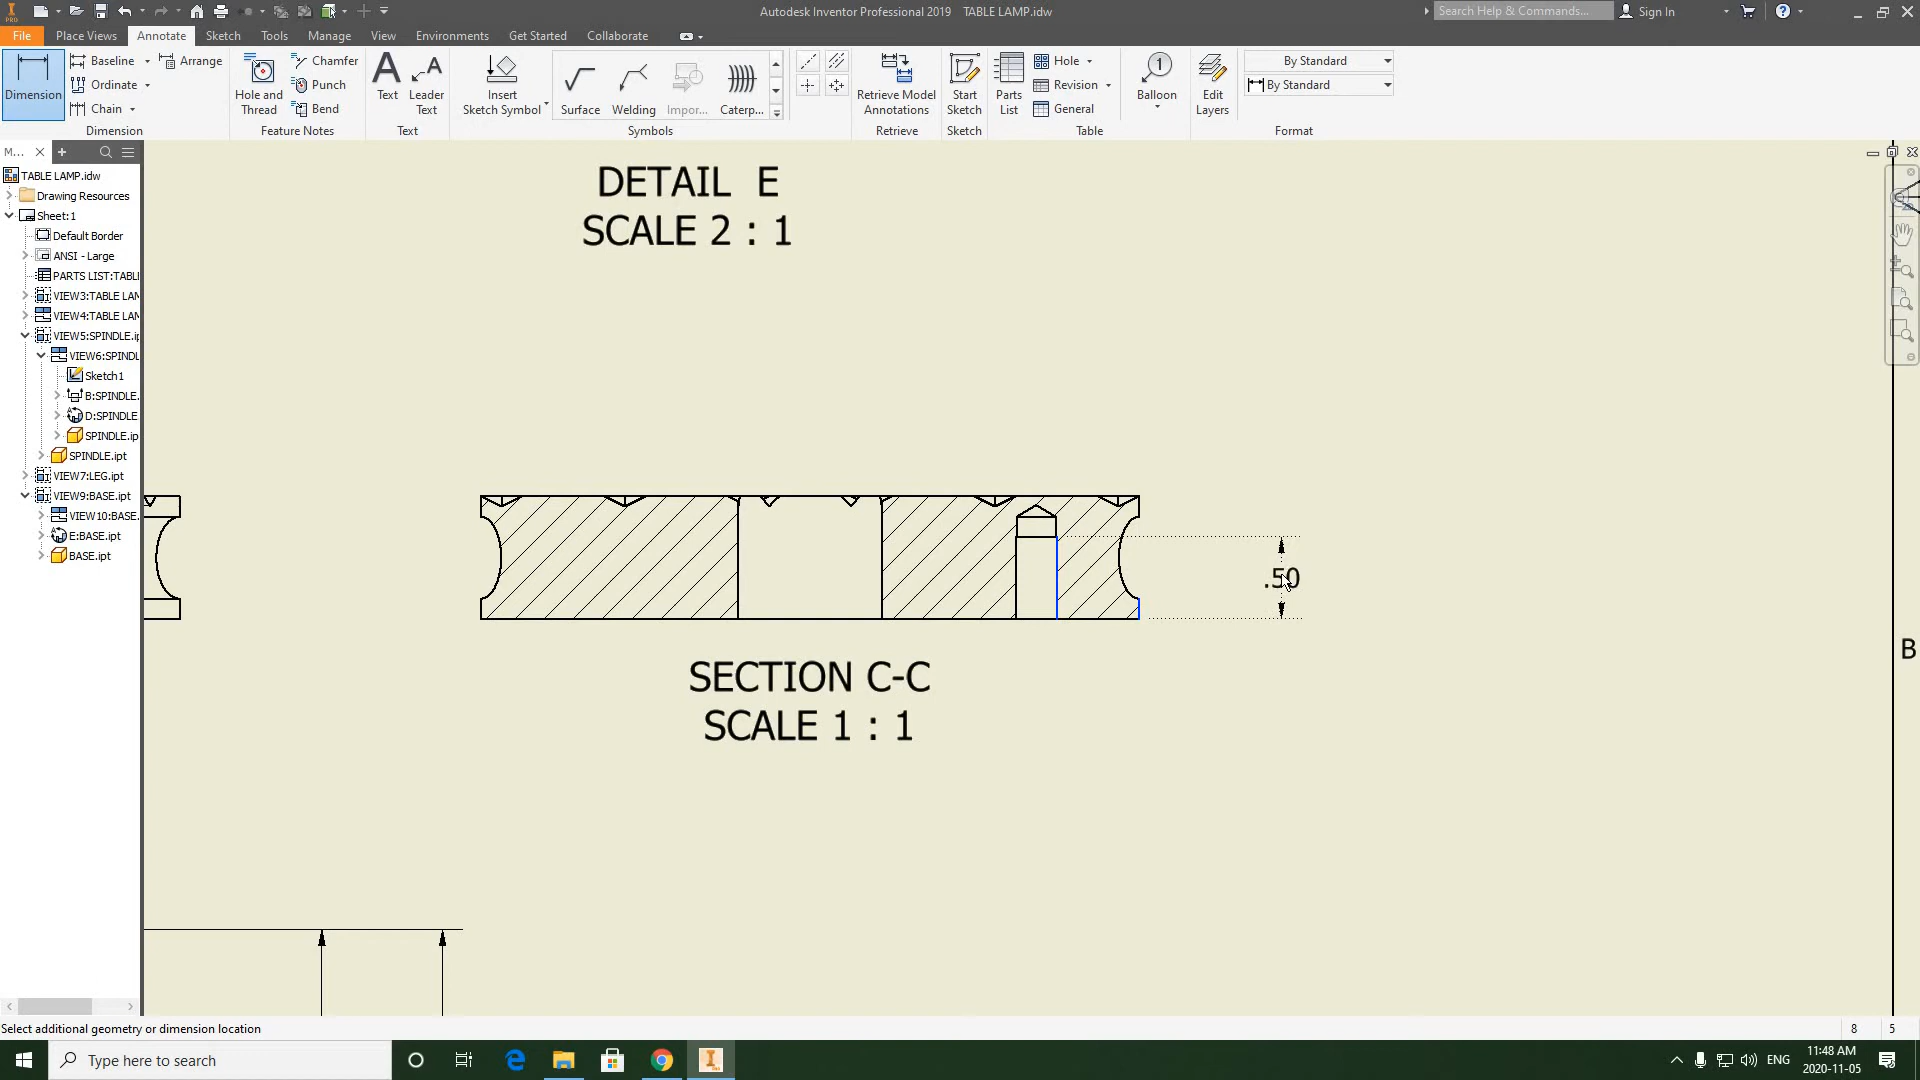 PRO
Autodesk Inventor Professional 2019 TABLE LAMP.idw
Search Help & Commands...
Sign In
File Place Views Annotate Sketch Tools Manage View Environments Get Started Collaborate
Dimension
Baseline
Ordinate
Chain
Arrange
Dimension
Hole and Thread
Chamfer
Punch
Bend
Feature Notes
Text
Leader Text
Text
Insert Sketch Symbol
Surface
Welding
Impor...
Caterp...
Symbols
Retrieve Model Annotations
Retrieve
Start Sketch
Sketch
Parts List
Hole
Revision
General
Table
Balloon
Edit Layers
By Standard
By Standard
Format
M...
TABLE LAMP.idw
Drawing Resources
Sheet:1
Default Border
ANSI - Large
PARTS LIST:TABL
VIEW3:TABLE LAM
VIEW4:TABLE LAM
VIEW5:SPINDLE.i
VIEW6:SPINDL
Sketch1
B:SPINDLE.
D:SPINDLE
SPINDLE.ip
SPINDLE.ipt
VIEW7:LEG.ipt
VIEW9:BASE.ipt
VIEW10:BASE.
E:BASE.ipt
BASE.ipt
DETAIL E
SCALE 2 : 1
.50
SECTION C-C
SCALE 1 : 1
B
Select additional geometry or dimension location
8 5
Type here to search
ENG
11:48 AM
2020-11-05